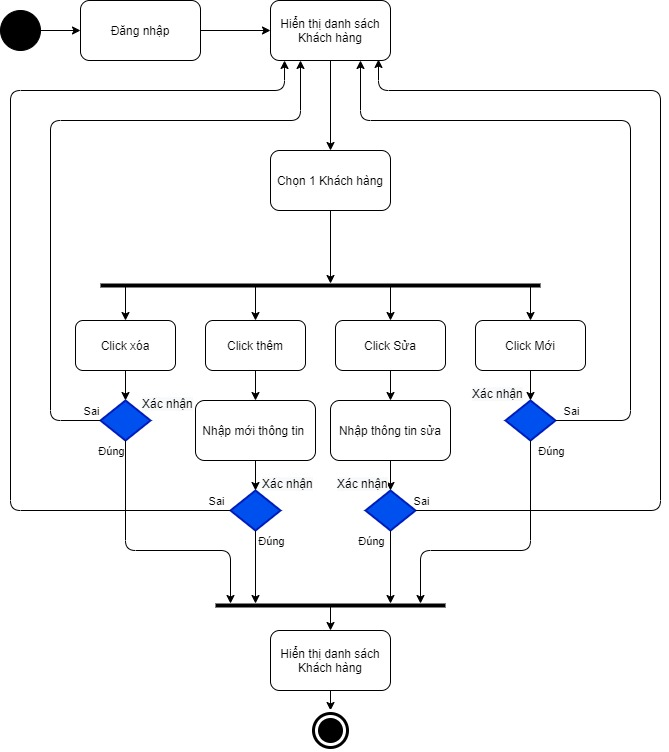 Đăng nhập
Hiển thị danh sách
Khách hàng
Chọn 1 Khách hàng
Click xóa
Click thêm
Click Sửa
Click Mới
Xác nhận
Xác nhận
Sai
Sai
Nhập mới thông tin
Nhập thông tin sửa
Đúng
Đúng
Xác nhận
Xác nhận
Sai
Sai
Đúng
Đúng
Hiển thị danh sách
Khách hàng